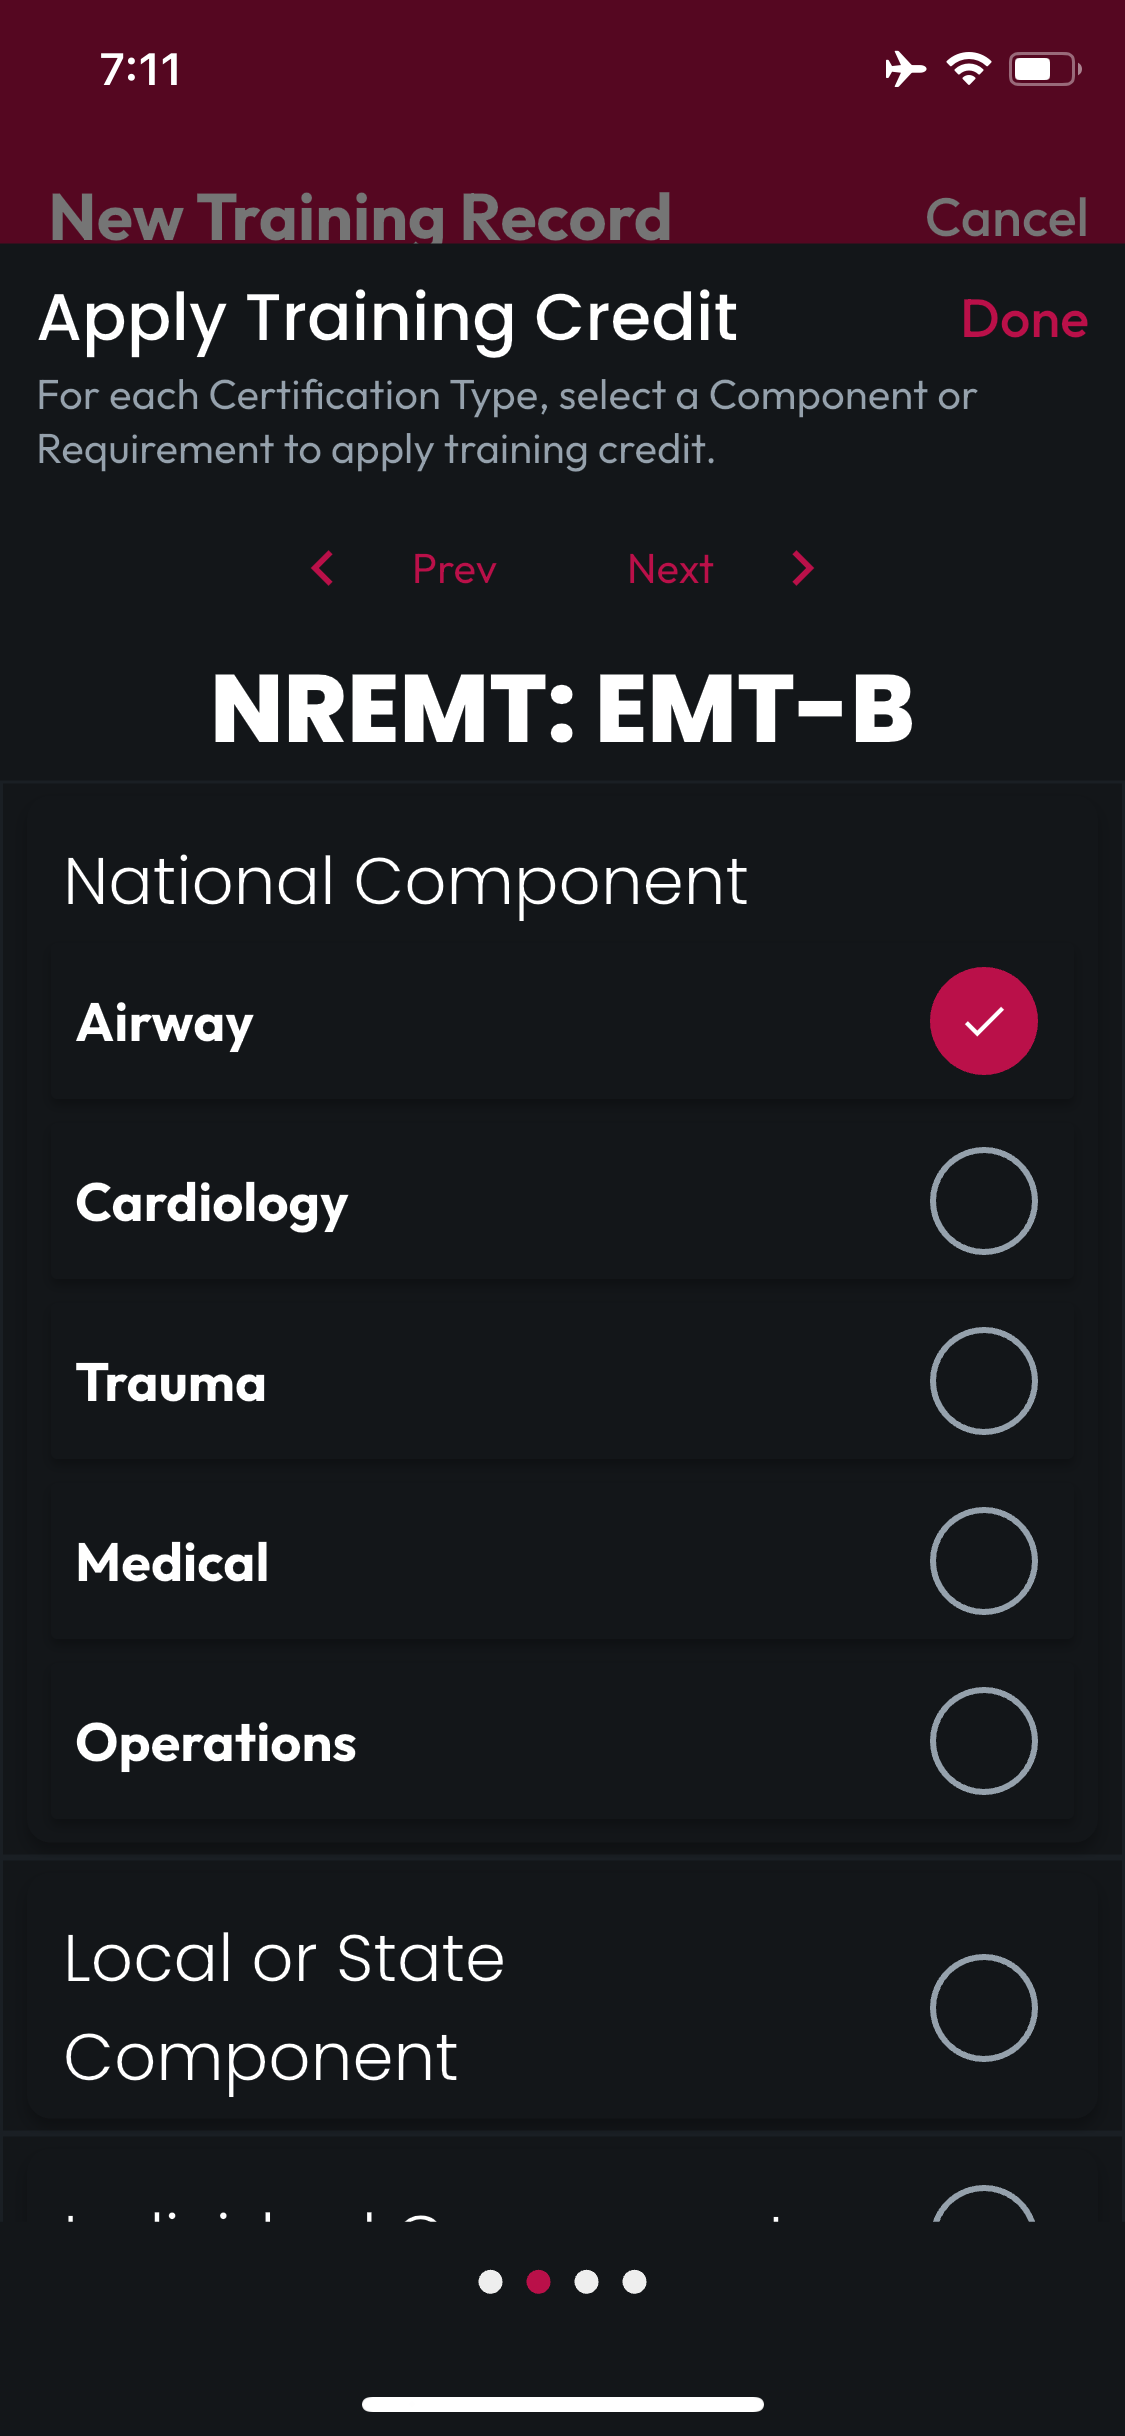 7:11
New Training Record
Cancel
Apply Training Credit
Done
For each Certification Type, select a Component or
Requirement to apply training credit.
Prev
Next
NREMT: EMT-B
National Component
Airway
Cardiology
Trauma
Medical
Operations
Local or State
Component